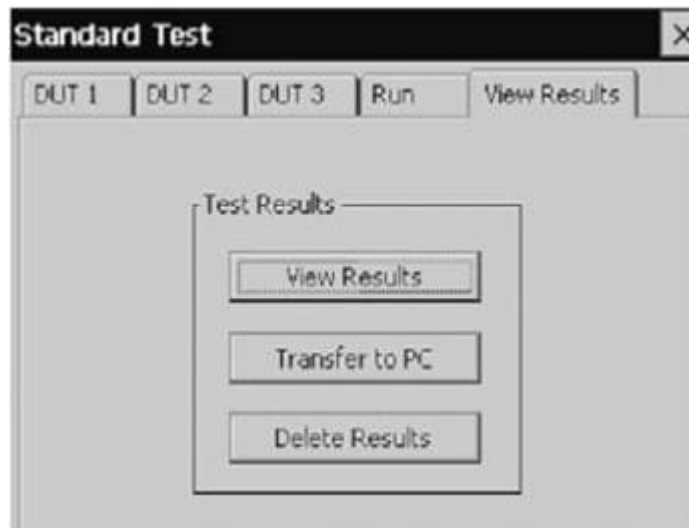 Standard Test
DUT 1 DUT 2 DUT 3 Run View Results
Test Results
View Results
Transfer to PC
Delete Results